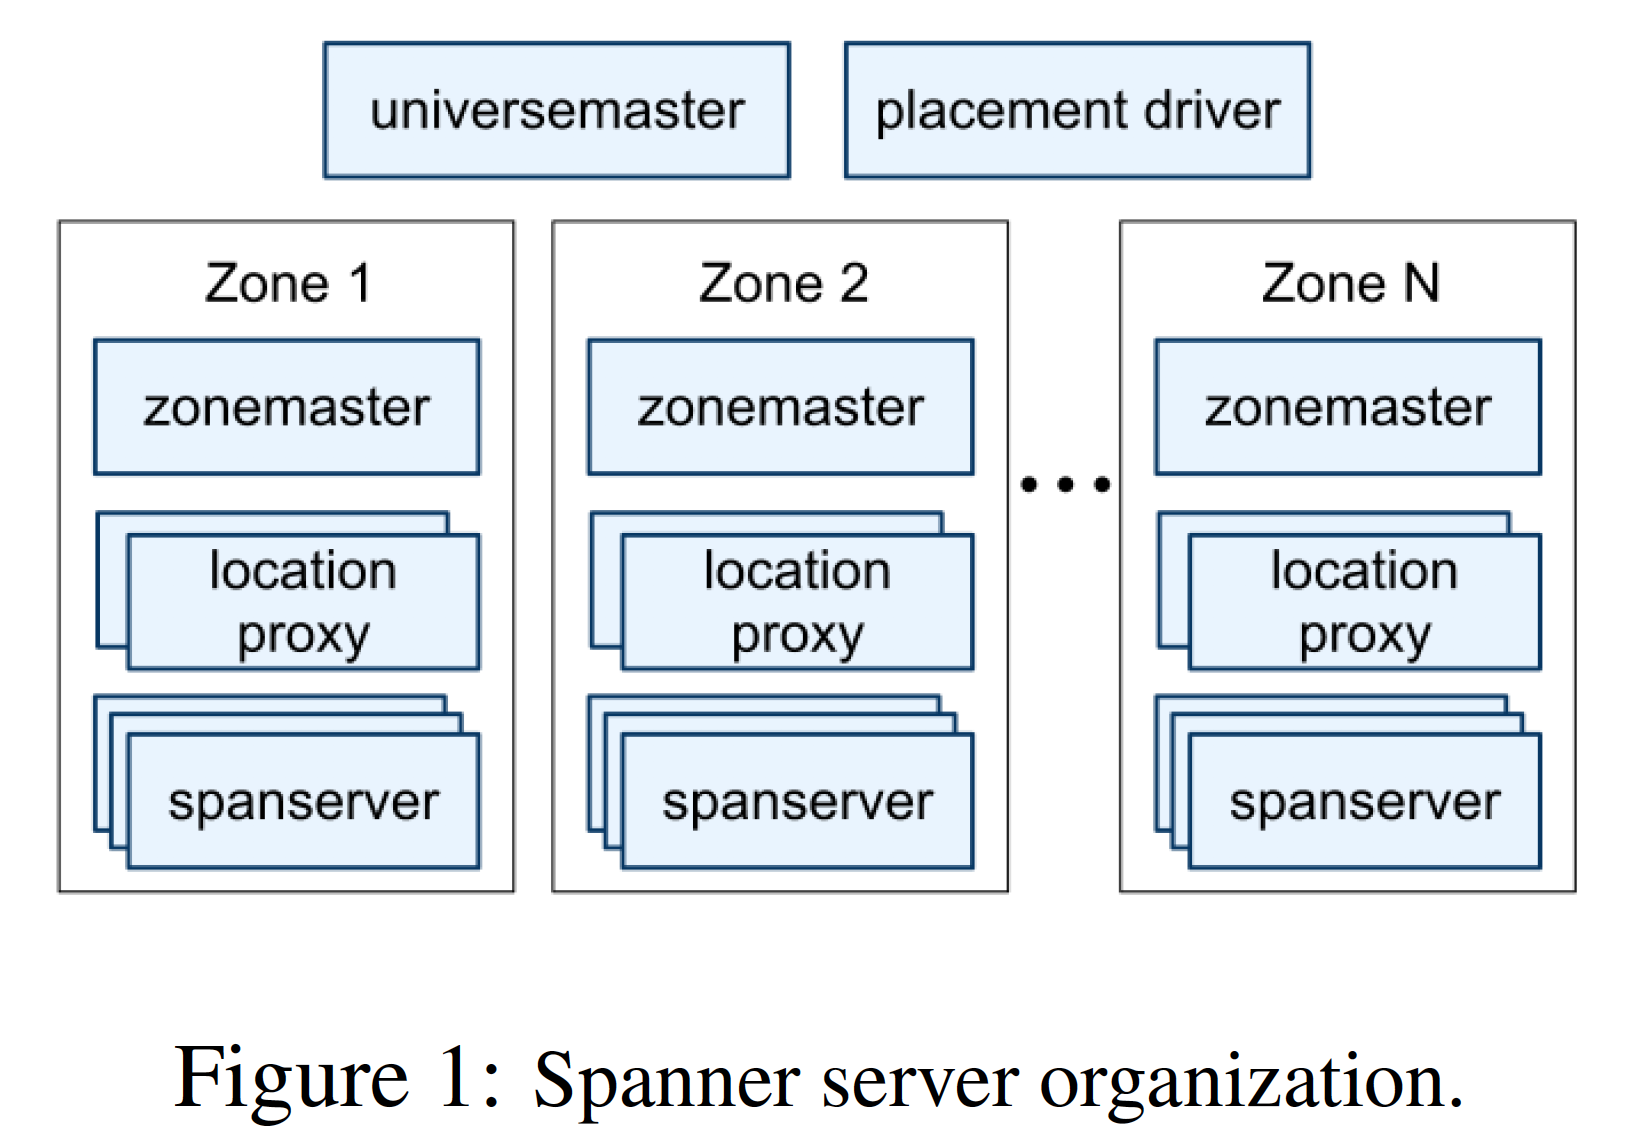 universemaster
placement driver
Zone 1
zonemaster
location
proxy
spanserver
Zone 2
zonemaster
location
proxy
spanserver
...
Zone N
zonemaster
location
proxy
spanserver
Figure 1: Spanner server organization.